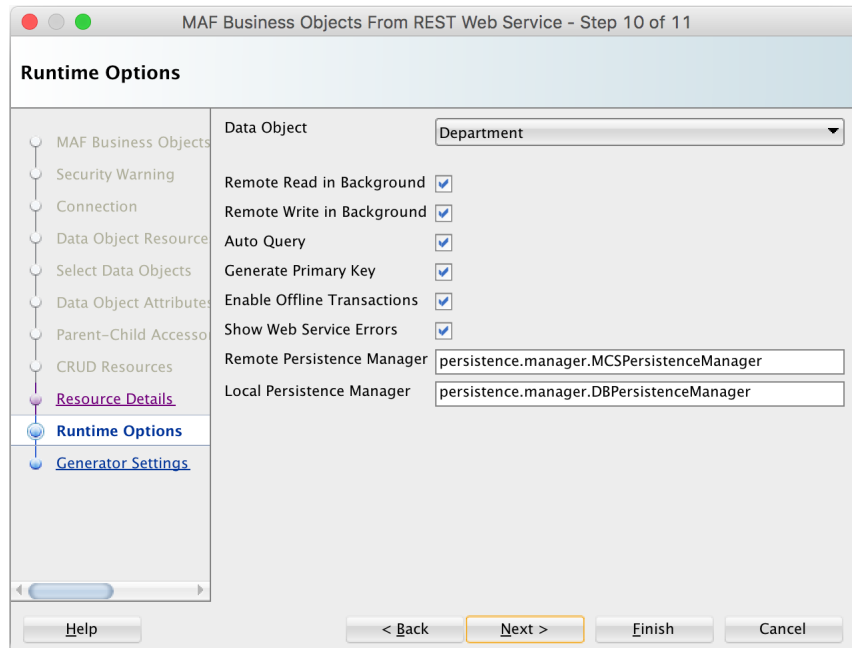 MAF Business Objects From REST Web Service - Step 10 of 11
Runtime Options
MAF Business Objects
Security Warning
Connection
Data Object Resource
Select Data Objects
Data Object Attributes
Parent-Child Accesso
CRUD Resources
Resource Details
Runtime Options
Generator Settings
Data Object
Department
Remote Read in Background
Remote Write in Background
Auto Query
Generate Primary Key
Enable Offline Transactions
Show Web Service Errors
Remote Persistence Manager persistence.manager.MCSPersistenceManager
Local Persistence Manager persistence.manager.DBPersistenceManager
Help
< Back
Next >
Finish
Cancel